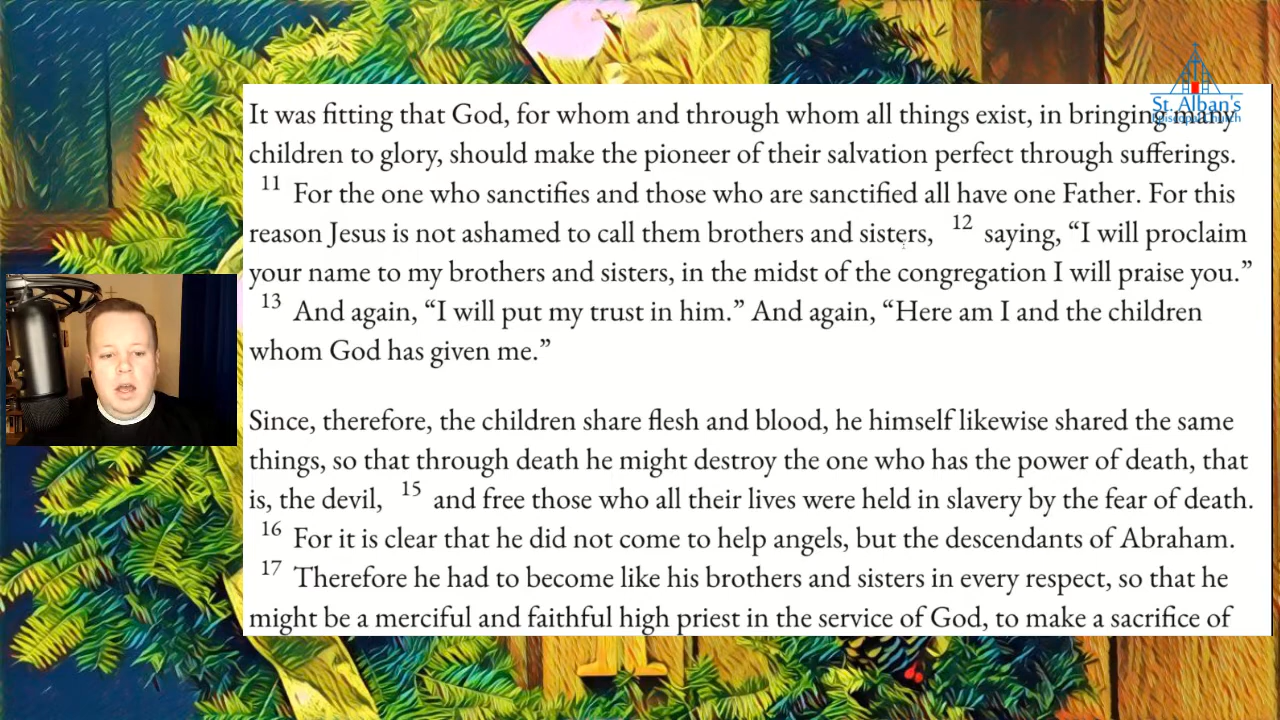 St. Alban's
Episcopal Church
It was fitting that God, for whom and through whom all things exist, in bringing
children to glory, should make the pioneer of their salvation perfect through sufferings.
11 For the one who sanctifies and those who are sanctified all have one Father. For this
reason Jesus is not ashamed to call them brothers and sisters, 12 saying, “I will proclaim
your name to my brothers and sisters, in the midst of the congregation I will praise you.”
13 And again, “I will put my trust in him.” And again, “Here am I and the children
whom God has given me.”
Since, therefore, the children share flesh and blood, he himself likewise shared the same
things, so that through death he might destroy the one who has the power of death, that
is, the devil, 15 and free those who all their lives were held in slavery by the fear of death.
16 For it is clear that he did not come to help angels, but the descendants of Abraham.
17 Therefore he had to become like his brothers and sisters in every respect, so that he
might be a merciful and faithful high priest in the service of God, to make a sacrifice of